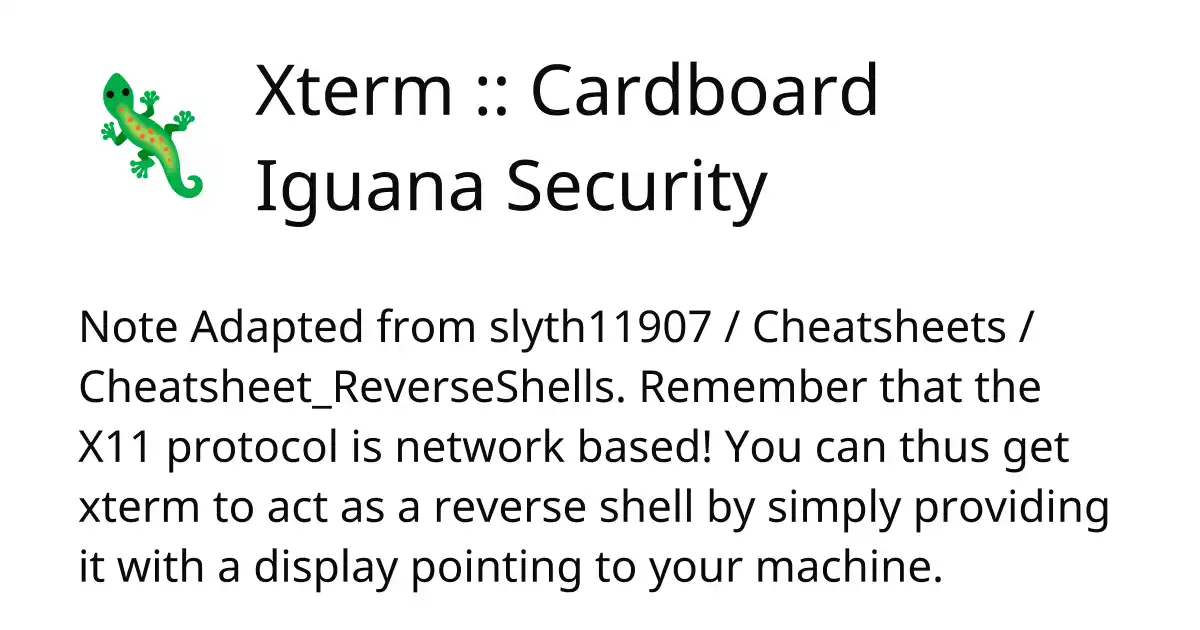 Xterm :: Cardboard
Iguana Security
Note Adapted from slyth11907 / Cheatsheets /
Cheatsheet_ReverseShells. Remember that the
X11 protocol is network based! You can thus get
xterm to act as a reverse shell by simply providing
it with a display pointing to your machine.